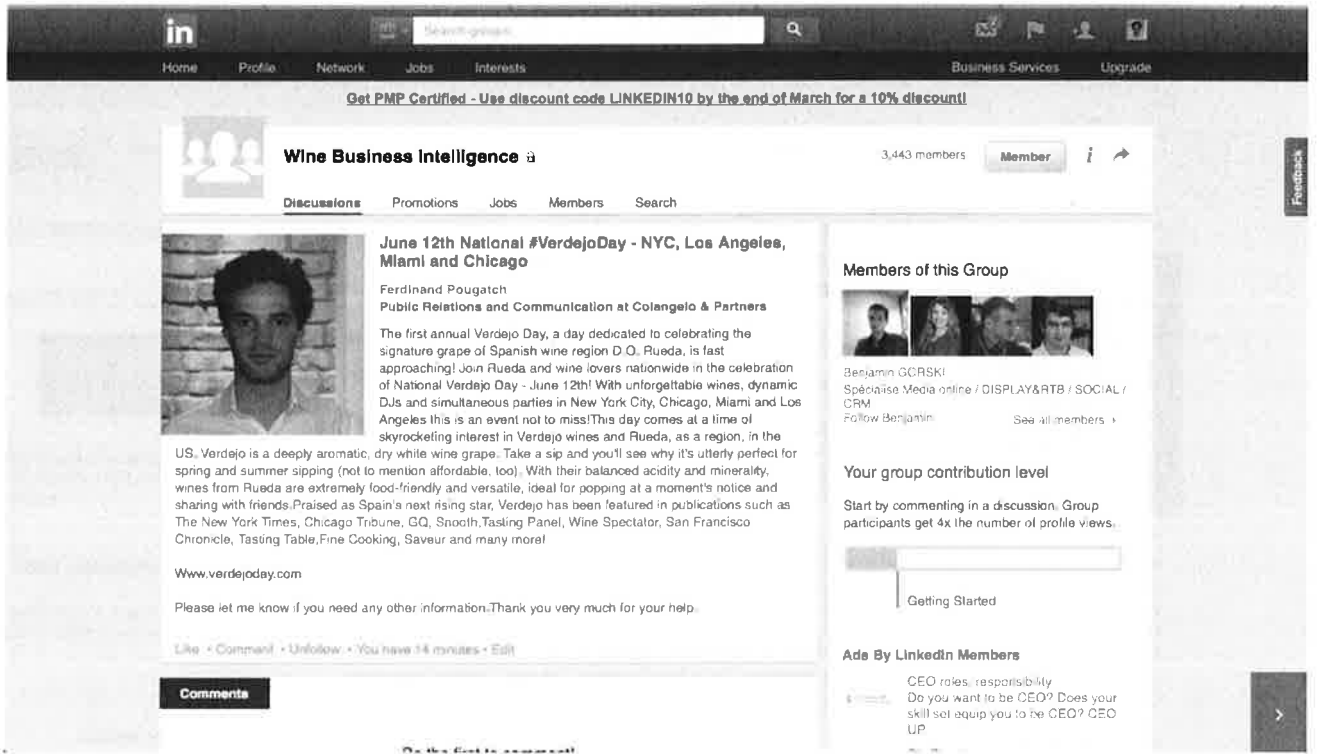 in
Search groups
Home Profile Network Jobs Interests
Business Services Upgrade
Get PMP Certified - Use discount code LINKEDIN10 by the end of March for a 10% discount!
Feedback
Wine Business Intelligence
3,443 members Member i
Discussions Promotions Jobs Members Search
June 12th National #VerdejoDay - NYC, Los Angeles,
Miami and Chicago
Ferdinand Pougatch
Public Relations and Communication at Colangelo & Partners
The first annual Verdejo Day, a day dedicated to celebrating the
signature grape of Spanish wine region D.O. Rueda, is fast
approaching! Join Rueda and wine lovers nationwide in the celebration
of National Verdejo Day - June 12th! With unforgettable wines, dynamic
DJs and simultaneous parties in New York City, Chicago, Miami and Los
Angeles this is an event not to miss!This day comes at a time of
skyrocketing interest in Verdejo wines and Rueda, as a region, in the
US. Verdejo is a deeply aromatic, dry white wine grape. Take a sip and you'll see why it's utterly perfect for
spring and summer sipping (not to mention affordable, too). With their balanced acidity and minerality,
wines from Rueda are extremely food-friendly and versatile, ideal for popping at a moment's notice and
sharing with friends.Praised as Spain's next rising star, Verdejo has been featured in publications such as
The New York Times, Chicago Tribune, GQ, Snooth,Tasting Panel, Wine Spectator, San Francisco
Chronicle, Tasting Table,Fine Cooking, Saveur and many more!
Www.verdejoday.com
Please let me know if you need any other information.Thank you very much for your help.
Like • Comment • Unfollow • You have 14 minutes • Edit
Comments
Be the first to comment!
Members of this Group
Benjamin GORSKI
Spécialise Media online / DISPLAY&RTB / SOCIAL /
CRM
Follow Benjamin See all members ›
Your group contribution level
Start by commenting in a discussion. Group
participants get 4x the number of profile views.
Getting Started
Ads By LinkedIn Members
CEO roles, responsibility
Do you want to be CEO? Does your
skill set equip you to be CEO? CEO
UP